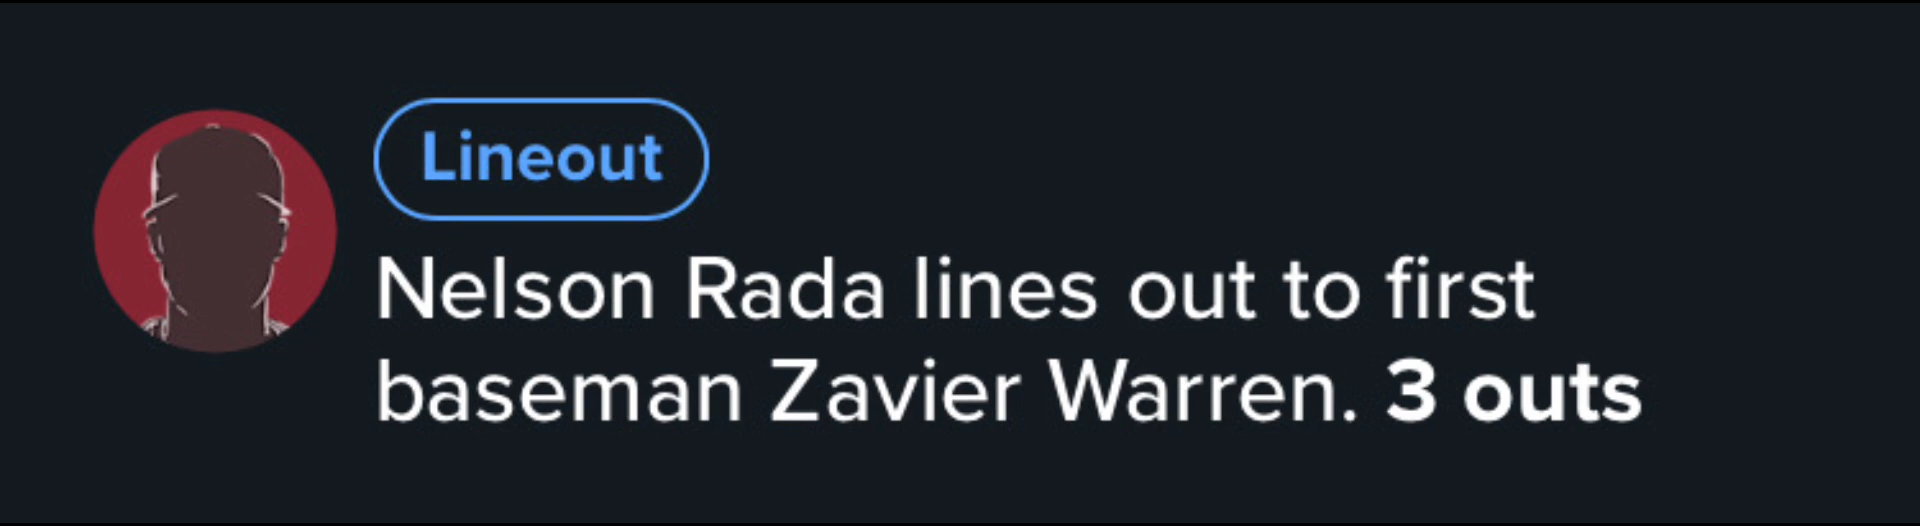 Lineout
Nelson Rada lines out to first
baseman Zavier Warren. 3 outs